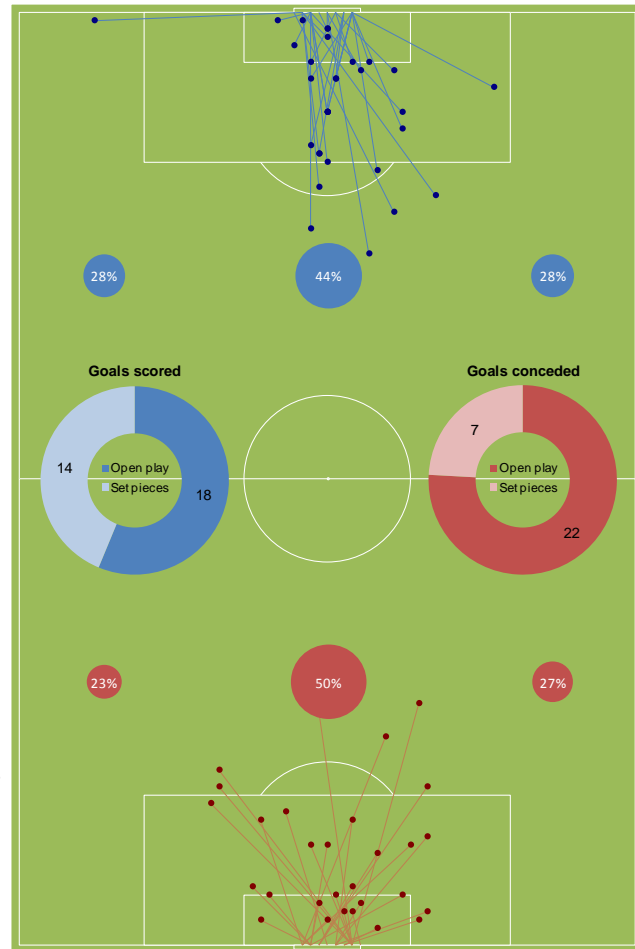 28%
44%
28%
Goals scored
Goals conceded
14
Open play
Set pieces
18
7
Open play
Set pieces
22
23%
50%
27%